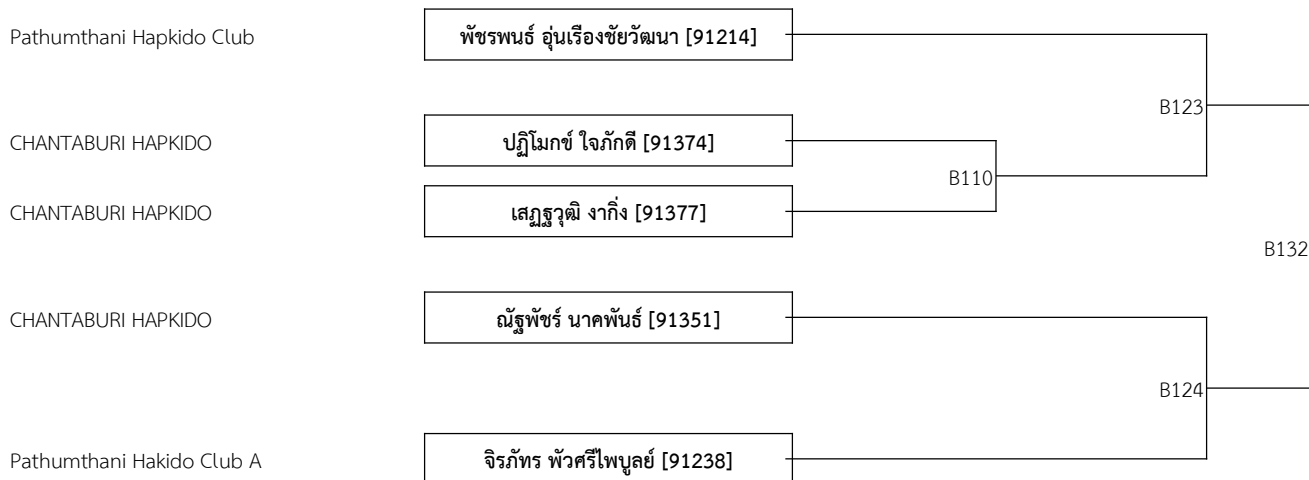 Pathumthani Hapkido Club พัชรพนธ์ อุ่นเรืองชัยวัฒนา [91214]
B123
CHANTABURI HAPKIDO ปฏิโมกข์ ใจภักดี [91374]
B110
CHANTABURI HAPKIDO เสฏฐวุฒิ งากิ่ง [91377]
B132
CHANTABURI HAPKIDO ณัฐพัชร์ นาคพันธ์ [91351]
B124
Pathumthani Hakido Club A จิรภัทร พัวศรีไพบูลย์ [91238]